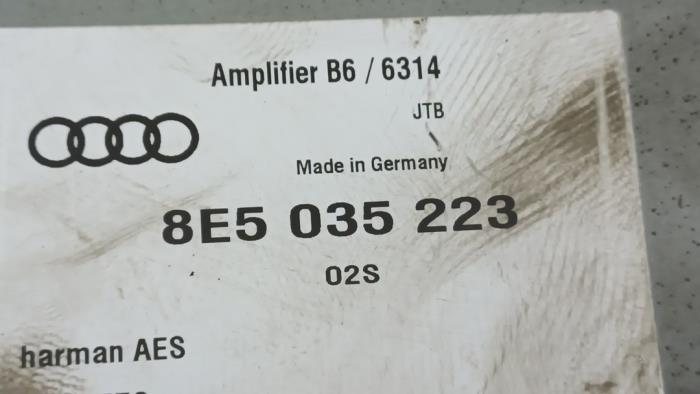 Amplifier B6 / 6314
JTB
Made in Germany
8E5 035 223
02S
harman AES